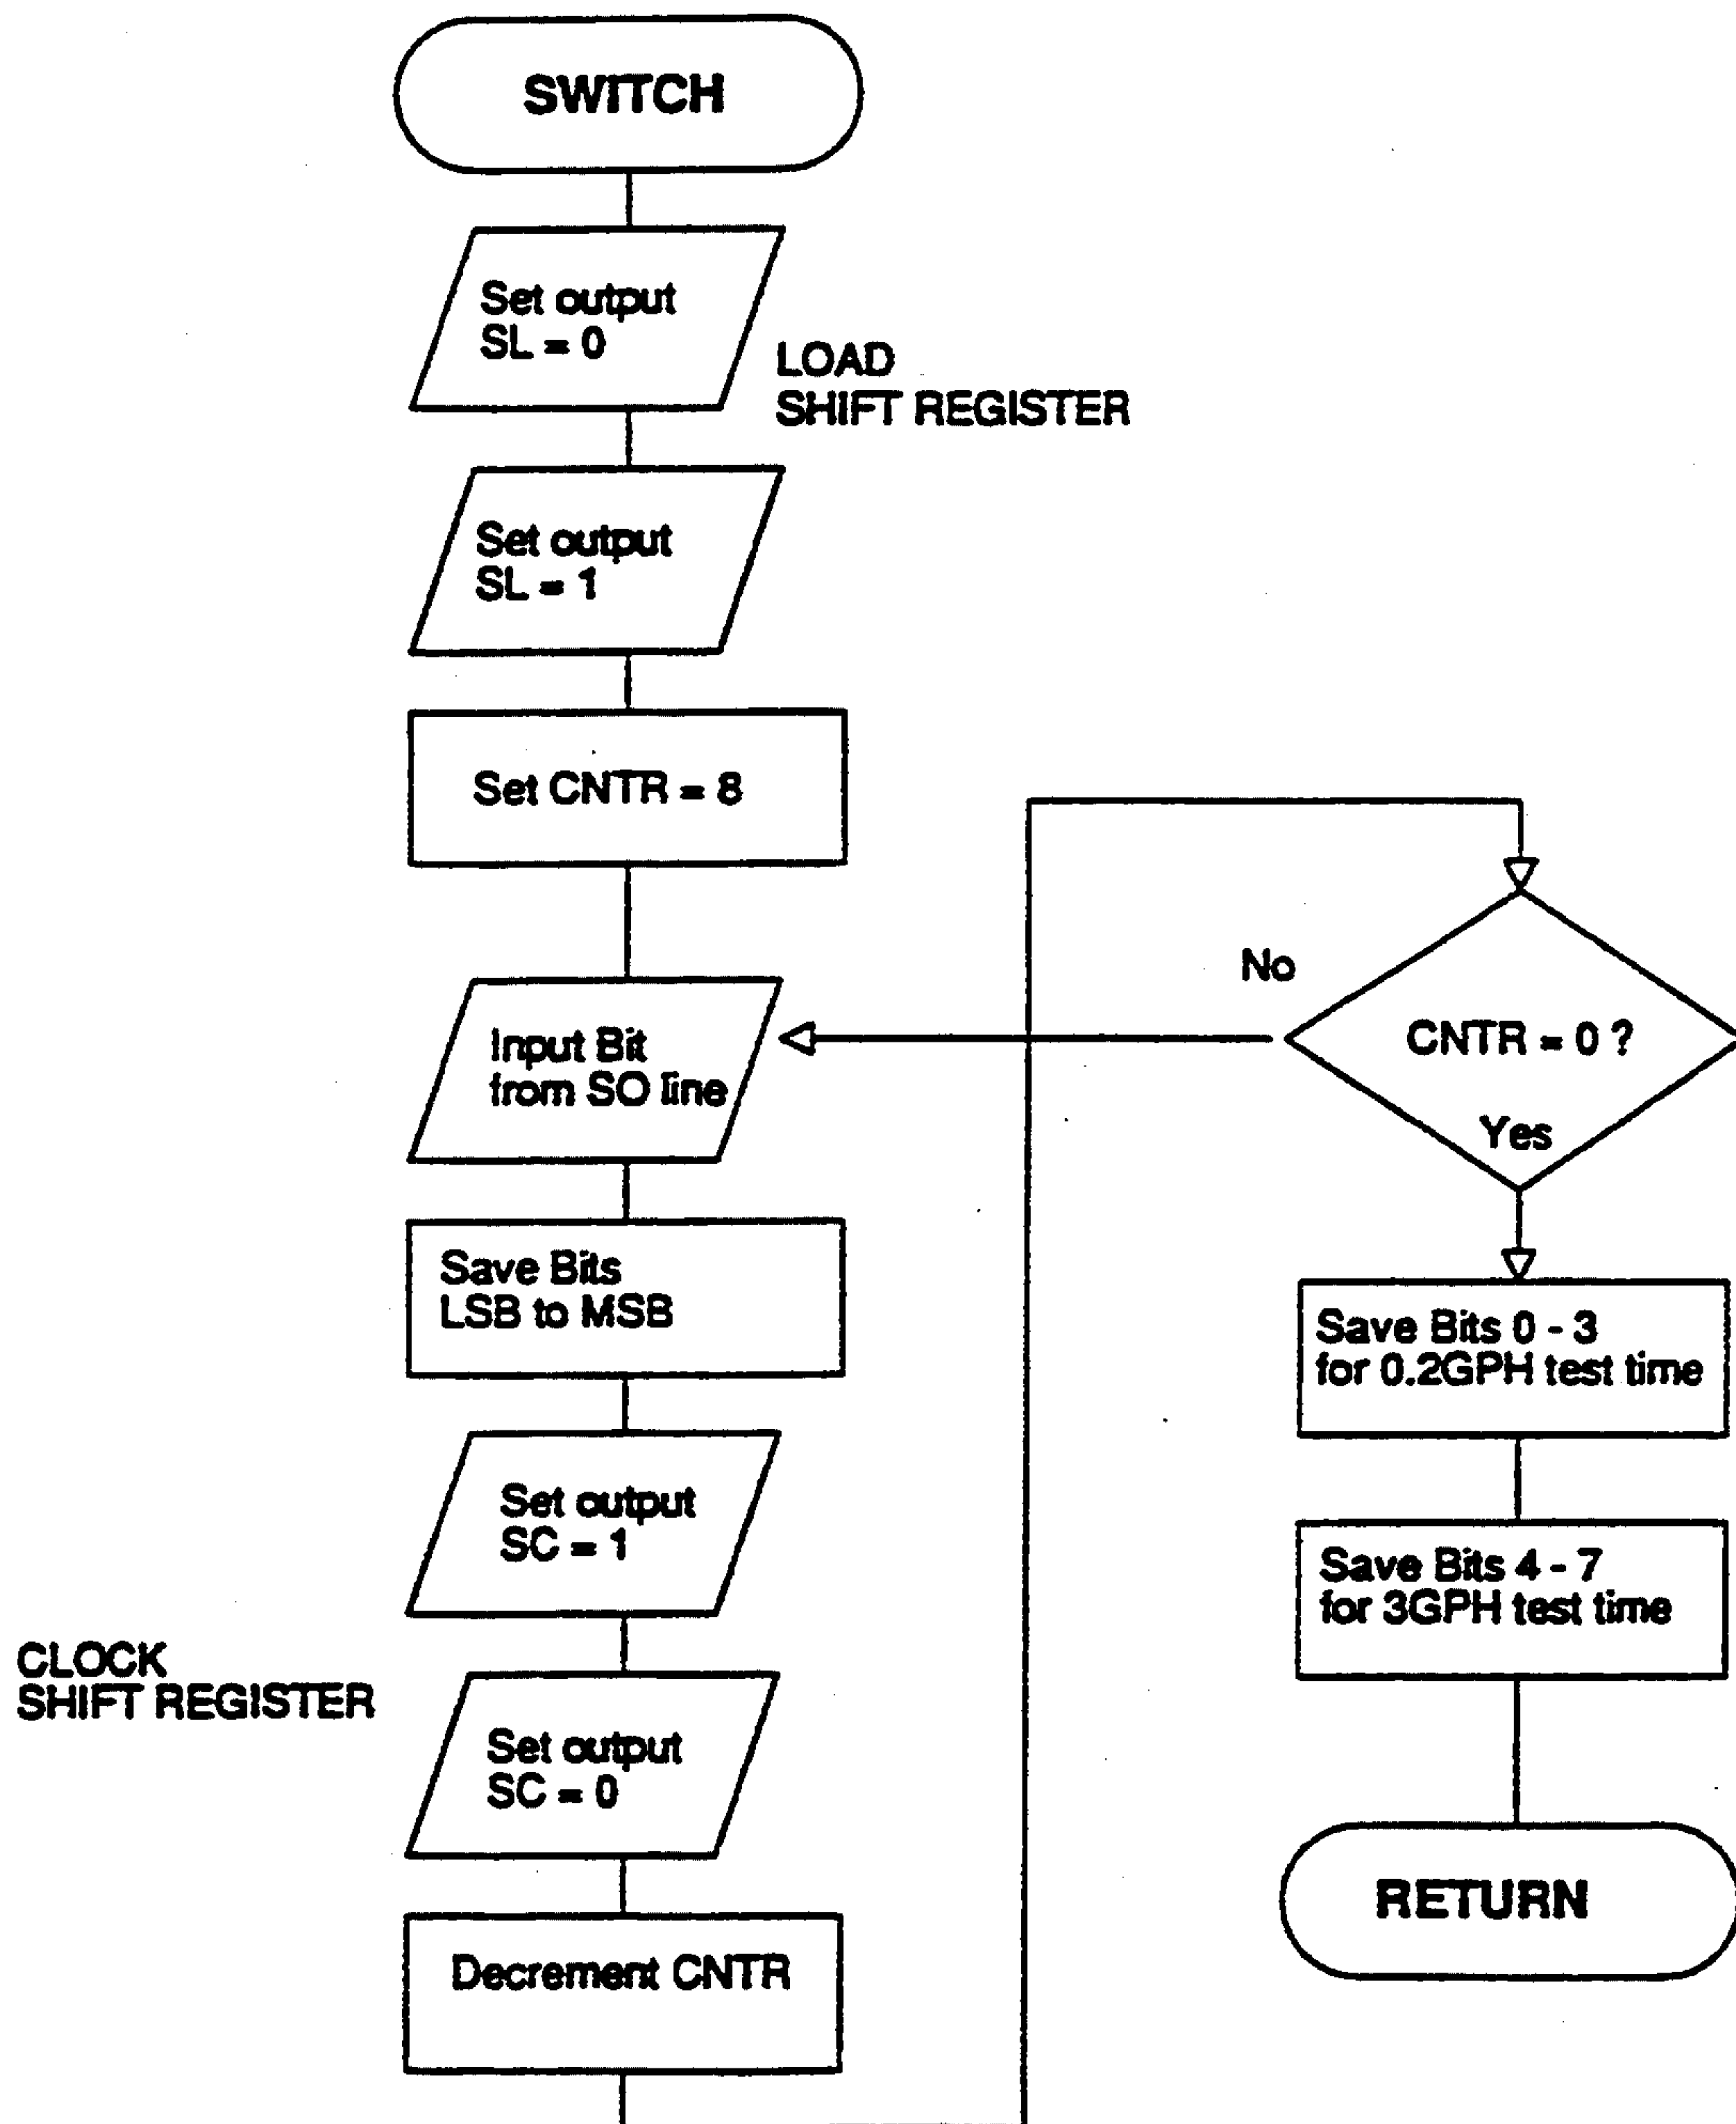 SWITCH
Set output
SL = 0
LOAD
SHIFT REGISTER
Set output
SL = 1
Set CNTR = 8
Input Bit
from SO line
Save Bits
LSB to MSB
Set output
SC = 1
CLOCK
SHIFT REGISTER
Set output
SC = 0
Decrement CNTR
No
CNTR = 0 ?
Yes
Save Bits 0 - 3
for 0.2GPH test time
Save Bits 4 - 7
for 3GPH test time
RETURN